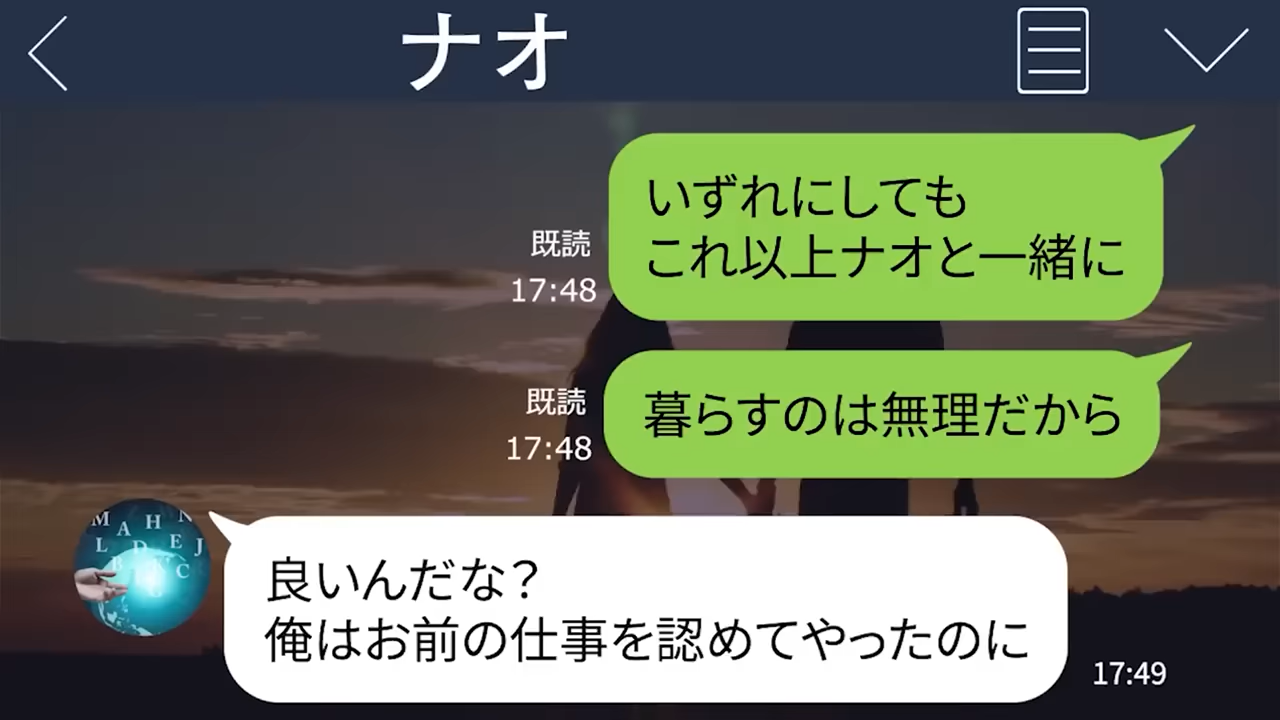 ナオ
いずれにしても
これ以上ナオと一緒に
既読
17:48
暮らすのは無理だから
既読
17:48
M A H N
L D E J
B C
良いんだな?
俺はお前の仕事を認めてやったのに
17:49